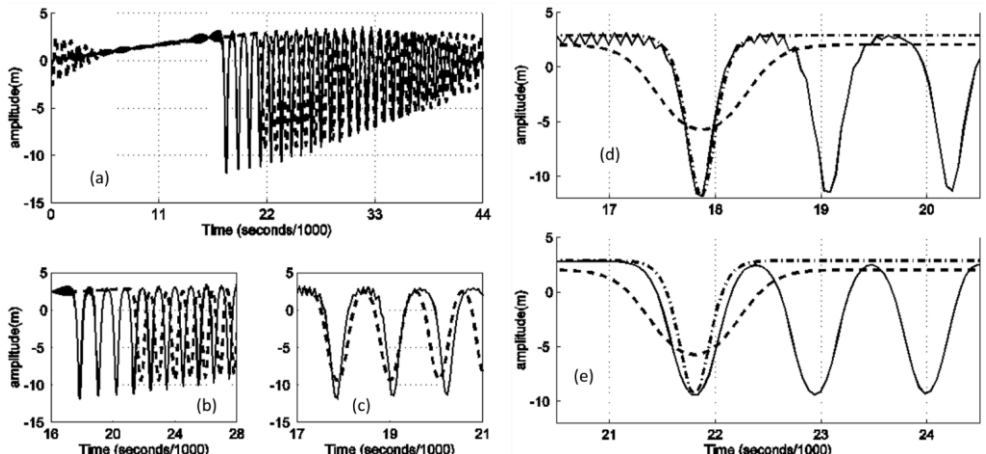 5
0
-5
-10
-15
amplitude(m)
(a)
0 11 22 33 44
Time (seconds/1000)
5
0
-5
-10
-15
amplitude(m)
(b)
16 20 24 28
Time (seconds/1000)
5
0
-5
-10
-15
(c)
17 19 21
Time (seconds/1000)
5
0
-5
-10
amplitude(m)
(d)
17 18 19 20
Time (seconds/1000)
5
0
-5
-10
amplitude(m)
(e)
21 22 23 24
Time (seconds/1000)